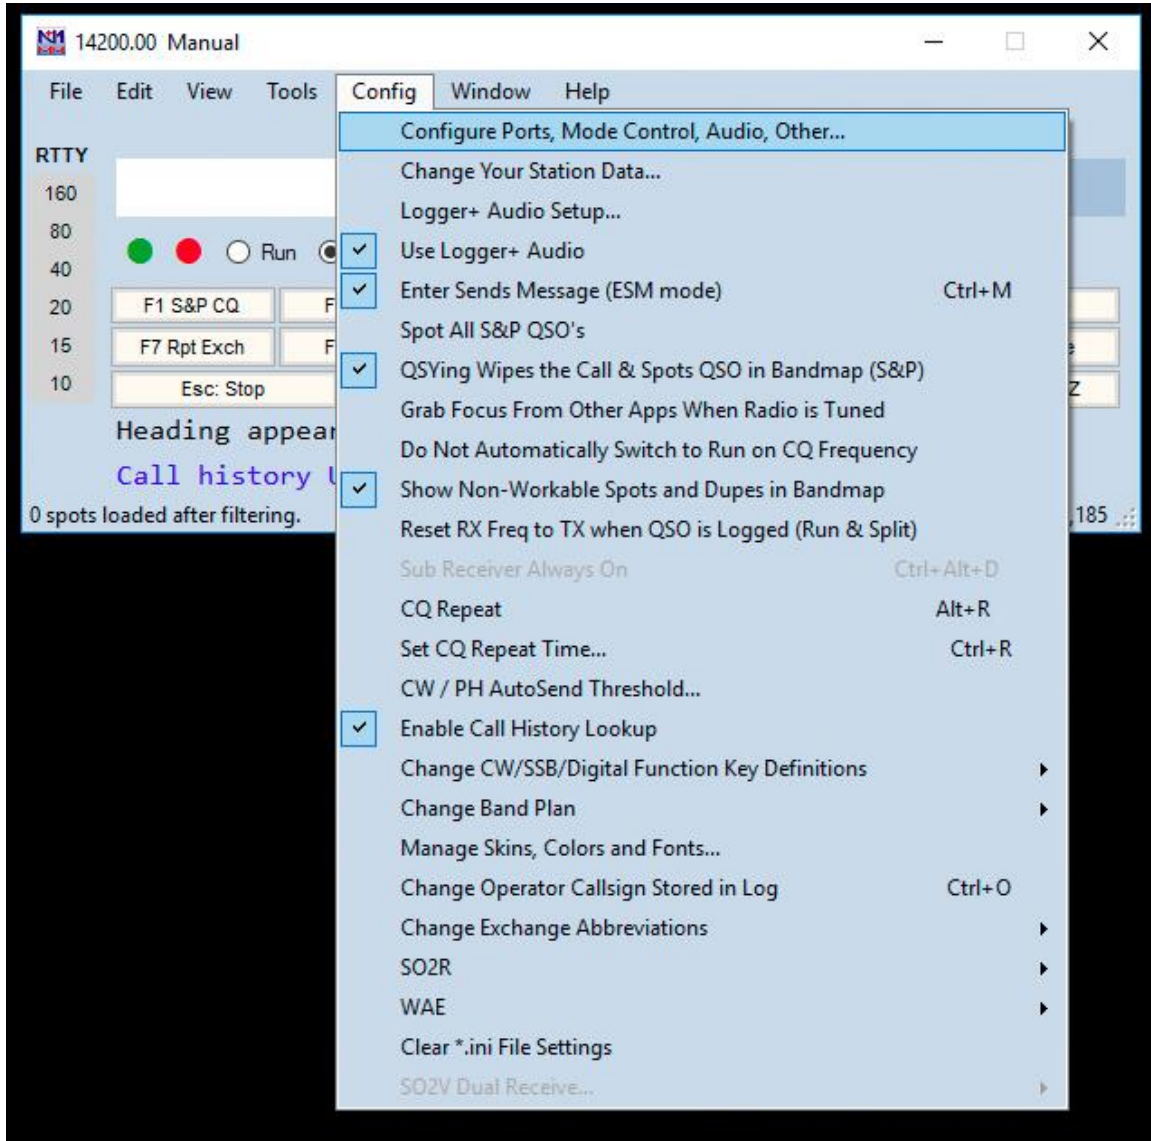 14200.00 Manual
File Edit View Tools Config Window Help
Configure Ports, Mode Control, Audio, Other...
Change Your Station Data...
Logger+ Audio Setup...
Use Logger+ Audio
Enter Sends Message (ESM mode) Ctrl+M
Spot All S&P QSO's
QSYing Wipes the Call & Spots QSO in Bandmap (S&P)
Grab Focus From Other Apps When Radio is Tuned
Do Not Automatically Switch to Run on CQ Frequency
Show Non-Workable Spots and Dupes in Bandmap
Reset RX Freq to TX when QSO is Logged (Run & Split)
Sub Receiver Always On Ctrl+Alt+D
CQ Repeat Alt+R
Set CQ Repeat Time... Ctrl+R
CW / PH AutoSend Threshold...
Enable Call History Lookup
Change CW/SSB/Digital Function Key Definitions
Change Band Plan
Manage Skins, Colors and Fonts...
Change Operator Callsign Stored in Log Ctrl+O
Change Exchange Abbreviations
SO2R
WAE
Clear *.ini File Settings
SO2V Dual Receive...
RTTY
160
80
40
20
15
10
Run
F1 S&P CQ F
F7 Rpt Exch F
Esc: Stop
Z
Heading appear
Call history
0 spots loaded after filtering.
,185